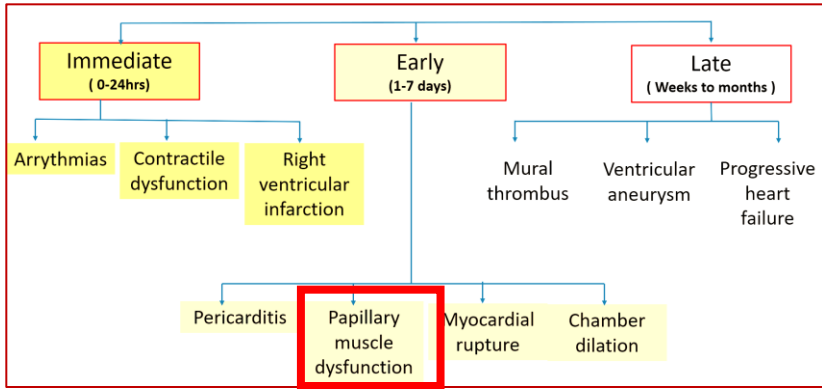 Immediate
( 0-24hrs)
Early
(1-7 days)
Late
( Weeks to months )
Arrythmias
Contractile
dysfunction
Right
ventricular
infarction
Mural
thrombus
Ventricular
aneurysm
Progressive
heart
failure
Pericarditis
Papillary
muscle
dysfunction
Myocardial
rupture
Chamber
dilation